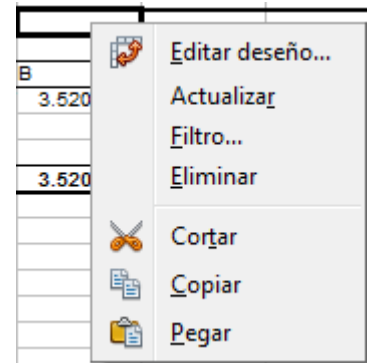 Editar deseño...
B
3.520
Actualizar
Filtro...
3.520
Eliminar
Cortar
Copiar
Pegar